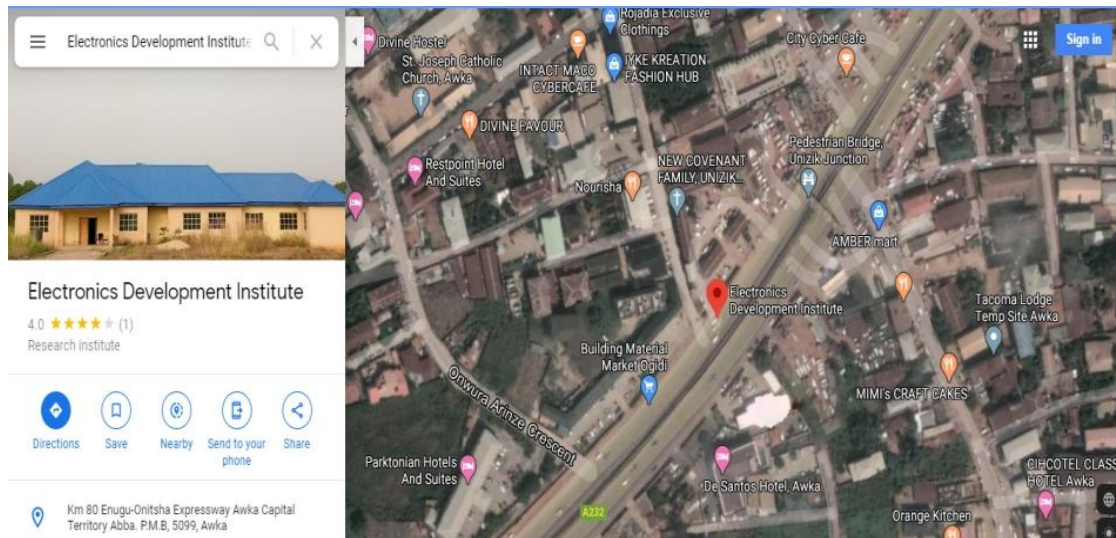 Electronics Development Institute
Electronics Development Institute
4.0
(1)
Research institute
Directions
Save
Nearby
Send to your
phone
Share
Km 80 Enugu-Onitsha Expressway Awka Capital
Territory Abba. P.M.B, 5099, Awka
Sign in
Rojadia Exclusive
Clothings
Divine Hostel
City Cyber Cafe
St. Joseph Catholic
Church, Awka
INTACT MACO
CYBERCAFE
IYKE KREATION
FASHION HUB
DIVINE FAVOUR
Pedestrian Bridge,
Unizik Junction
Restpoint Hotel
And Suites
NEW COVENANT
FAMILY, UNIZIK...
Nourisha
AMBER mart
Electronics
Development Institute
Tacoma Lodge
Temp Site Awka
Building Material
Market Ogidi
MIMI's CRAFT CAKES
Onwura Arinze Crescent
Parktonian Hotels
And Suites
De Santos Hotel, Awka
CIHCOTEL CLASS
HOTEL Awka
A232
Orange Kitchen